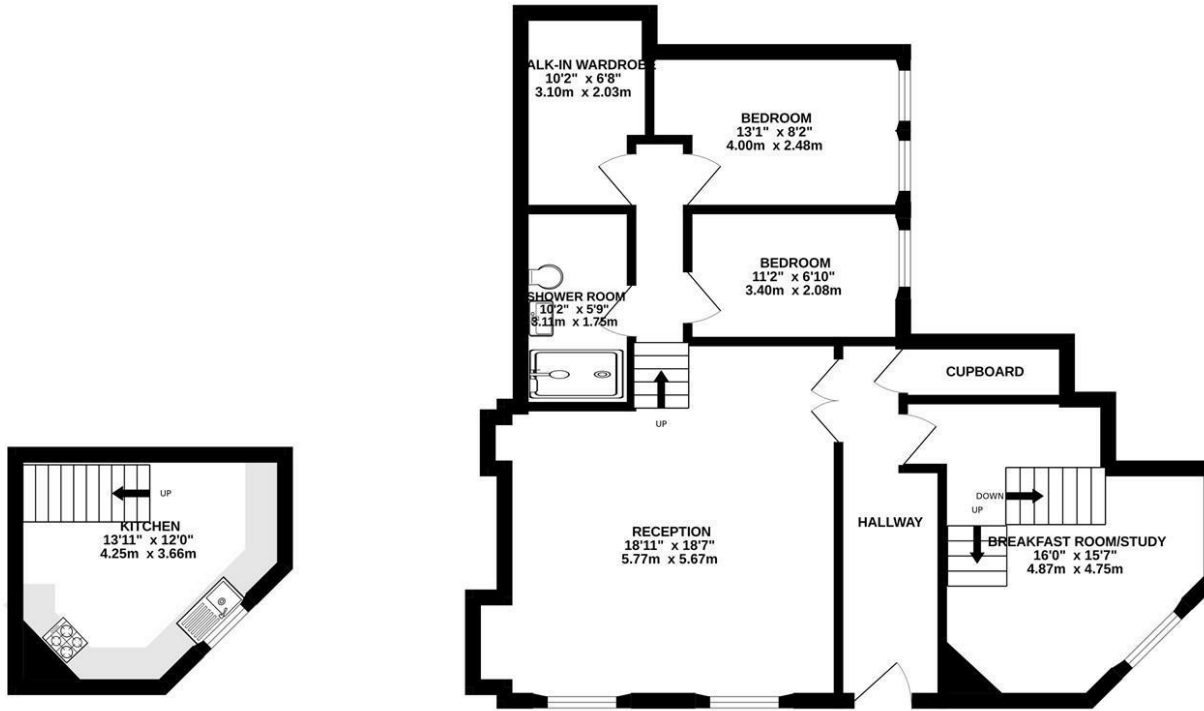 ALK-IN WARDROBE
10'2" x 6'8"
3.10m x 2.03m
BEDROOM
13'1" x 8'2"
4.00m x 2.48m
BEDROOM
11'2" x 6'10"
3.40m x 2.08m
SHOWER ROOM
10'2" x 5'9"
3.11m x 1.75m
CUPBOARD
UP
UP
KITCHEN
13'11" x 12'0"
4.25m x 3.66m
RECEPTION
18'11" x 18'7"
5.77m x 5.67m
HALLWAY
DOWN
UP
BREAKFAST ROOM/STUDY
16'0" x 15'7"
4.87m x 4.75m